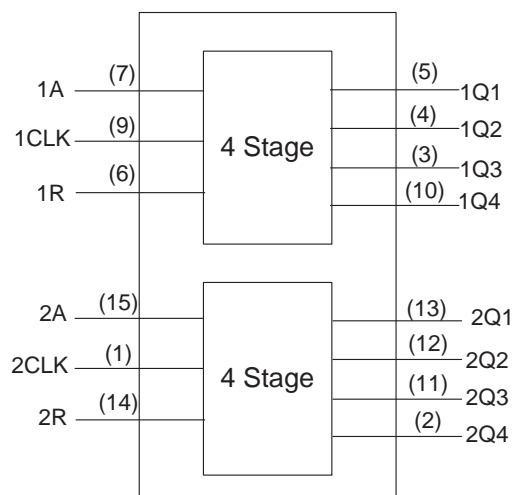 1A (7) (5) 1Q1
1CLK (9) (4) 1Q2
4 Stage
1R (6) (3) 1Q3
(10) 1Q4
2A (15) (13) 2Q1
2CLK (1) (12) 2Q2
4 Stage
2R (14) (11) 2Q3
(2) 2Q4